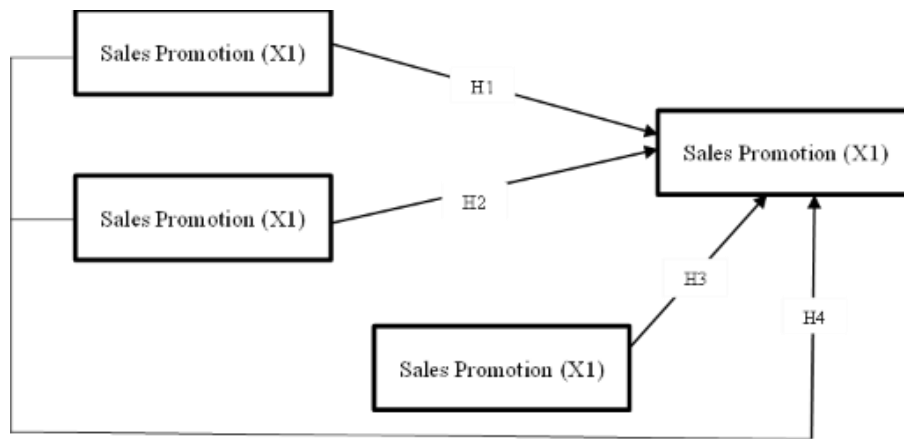 Sales Promotion (X1)
H1
Sales Promotion (X1)
Sales Promotion (X1)
H2
H3
H4
Sales Promotion (X1)